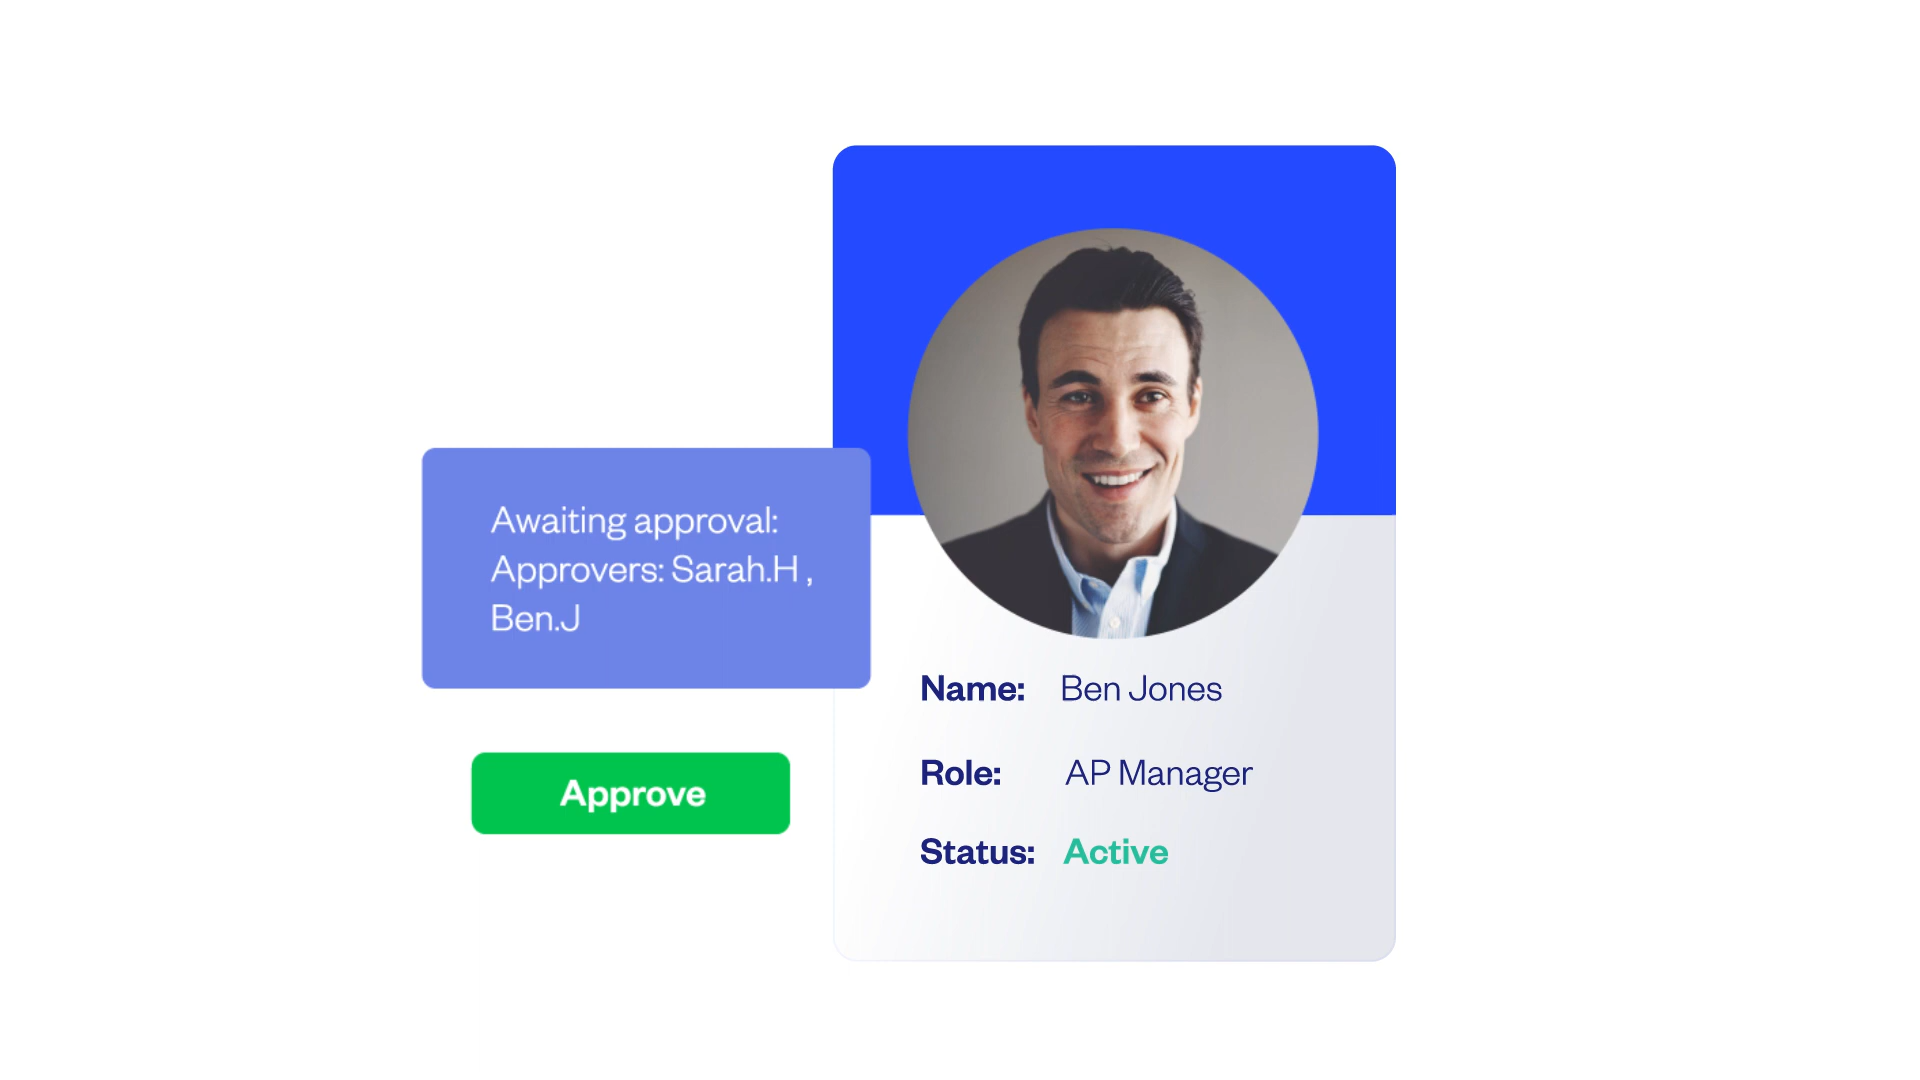 Awaiting approval:
Approvers: Sarah.H ,
Ben.J
Approve
Name: Ben Jones
Role: AP Manager
Status: Active